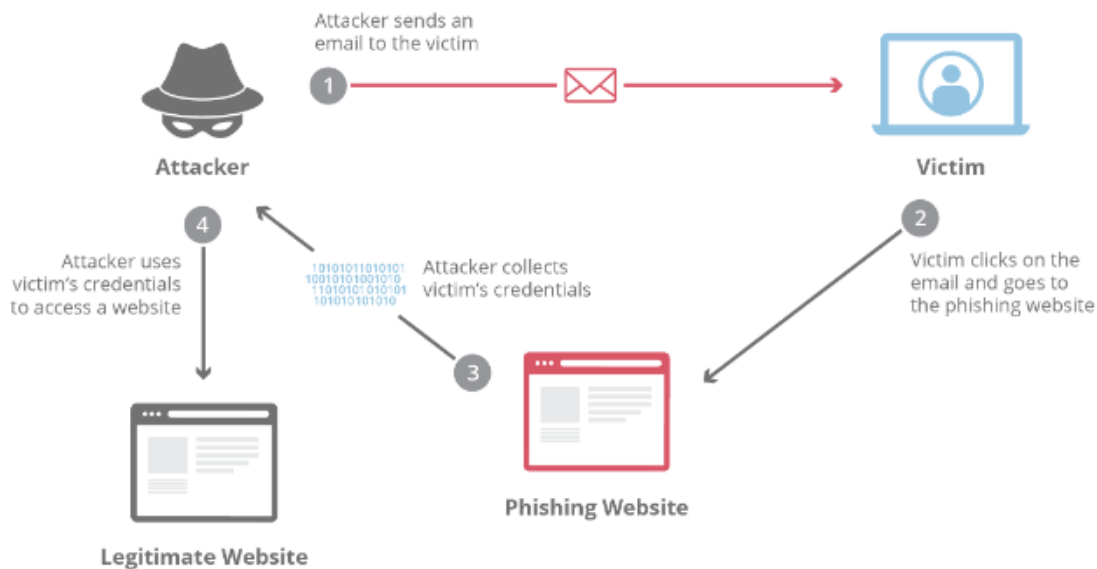 Attacker sends an
email to the victim
1
Attacker
Victim
2
Victim clicks on the
email and goes to
the phishing website
3
10101011010101
10010101001010
11010101010101
101010101010
Attacker collects
victim's credentials
4
Attacker uses
victim's credentials
to access a website
Phishing Website
Legitimate Website